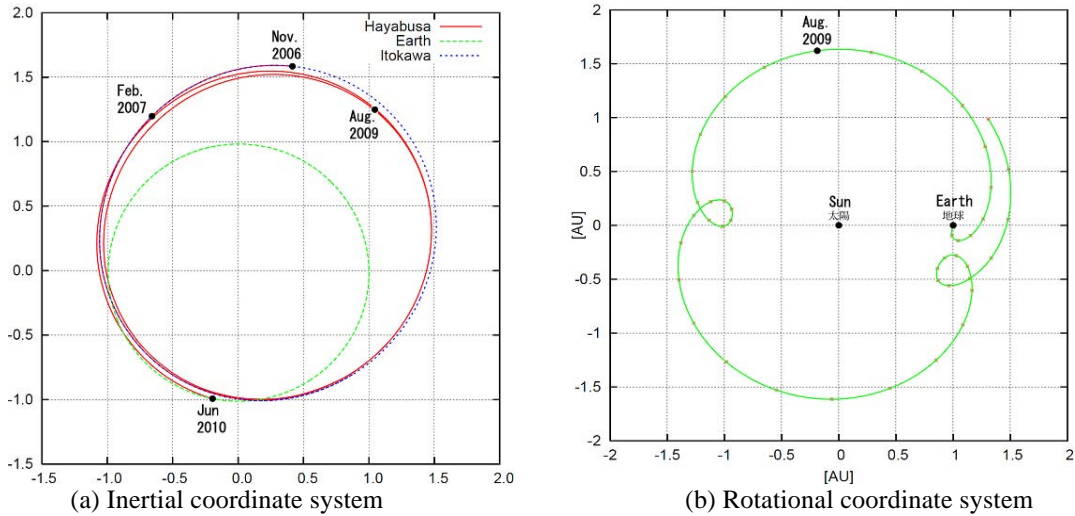 2.0
1.5
1.0
0.5
0.0
-0.5
-1.0
-1.5
-1.5
-1.0
-0.5
0.0
0.5
1.0
1.5
2.0
Hayabusa
Earth
Itokawa
Nov.
2006
Feb.
2007
Aug.
2009
Jun
2010
(a) Inertial coordinate system
2
1.5
1
0.5
0
-0.5
-1
-1.5
-2
[AU]
-2
-1.5
-1
-0.5
0
0.5
1
1.5
2
[AU]
Aug.
2009
Sun
太陽
Earth
地球
(b) Rotational coordinate system